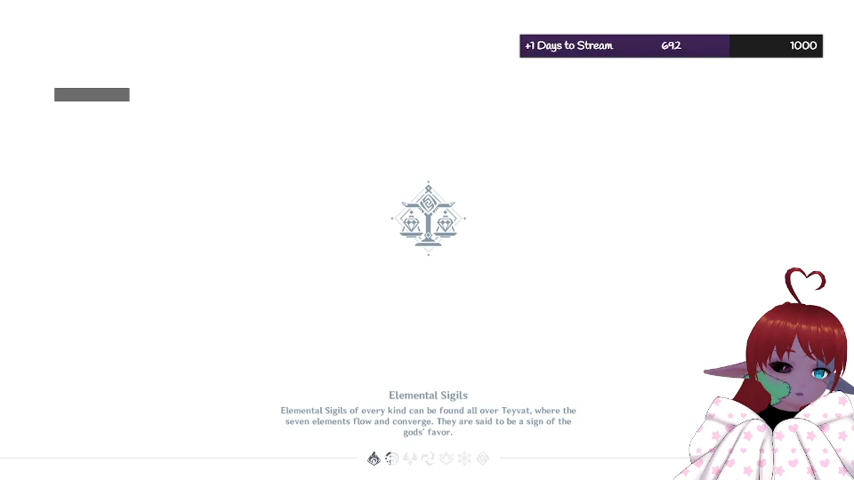 +1 Days to Stream 692 1000
Elemental Sigils
Elemental Sigils of every kind can be found all over Teyvat, where the
seven elements flow and converge. They are said to be a sign of the
gods' favor.